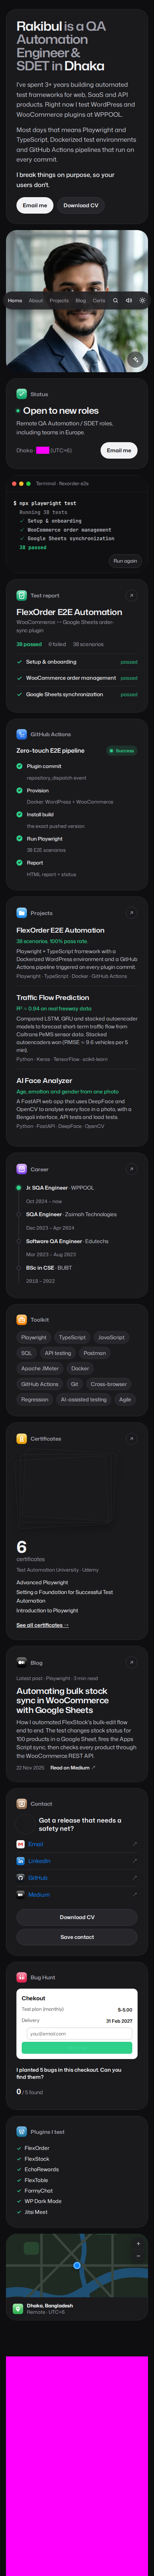 Rakibul is a QA
Automation
Engineer &
SDET in Dhaka
I've spent 3+ years building automated
test frameworks for web, SaaS and API
products. Right now I test WordPress and
WooCommerce plugins at WPPOOL.
Most days that means Playwright and
TypeScript, Dockerized test environments
and GitHub Actions pipelines that run on
every commit.
I break things on purpose, so your
users don't.
Email me
Download CV
Home About Projects Blog Certs
Status
Open to new roles
Remote QA Automation / SDET roles,
including teams in Europe.
Dhaka
(UTC+6)
Email me
Terminal · flexorder-e2e
$ npx playwright test
Running 38 tests
✓ Setup & onboarding
✓ WooCommerce order management
✓ Google Sheets synchronization
38 passed
Run again
Test report
FlexOrder E2E Automation
WooCommerce ↔ Google Sheets order-
sync plugin
38 passed 0 failed 38 scenarios
Setup & onboarding passed
WooCommerce order management passed
Google Sheets synchronization passed
GitHub Actions
Zero-touch E2E pipeline
Success
Plugin commit
repository_dispatch event
Provision
Docker: WordPress + WooCommerce
Install build
the exact pushed version
Run Playwright
38 E2E scenarios
Report
HTML report + status
Projects
FlexOrder E2E Automation
38 scenarios, 100% pass rate
Playwright + TypeScript framework with a
Dockerized WordPress environment and a GitHub
Actions pipeline triggered on every plugin commit.
Playwright · TypeScript · Docker · GitHub Actions
Traffic Flow Prediction
R² ≈ 0.94 on real freeway data
Compared LSTM, GRU and stacked autoencoder
models to forecast short-term traffic flow from
Caltrans PeMS sensor data. Stacked
autoencoders won (RMSE ≈ 9.6 vehicles per 5
min).
Python · Keras · TensorFlow · scikit-learn
AI Face Analyzer
Age, emotion and gender from one photo
A FastAPI web app that uses DeepFace and
OpenCV to analyse every face in a photo, with a
Bengali interface, API tests and load tests.
Python · FastAPI · DeepFace · OpenCV
Career
Jr. SQA Engineer · WPPOOL
Oct 2024 – now
SQA Engineer · Zaimah Technologies
Dec 2023 – Apr 2024
Software QA Engineer · Edutechs
Mar 2023 – Aug 2023
BSc in CSE · BUBT
2018 – 2022
Toolkit
Playwright
TypeScript
JavaScript
SQL
API testing
Postman
Apache JMeter
Docker
GitHub Actions
Git
Cross-browser
Regression
AI-assisted testing
Agile
Certificates
6
certificates
Test Automation University · Udemy
Advanced Playwright
Setting a Foundation for Successful Test
Automation
Introduction to Playwright
See all certificates →
Blog
Latest post · Playwright · 3 min read
Automating bulk stock
sync in WooCommerce
with Google Sheets
How I automated FlexStock's bulk-edit flow
end to end: The test changes stock status for
100 products in a Google Sheet, fires the Apps
Script sync, then checks every product through
the WooCommerce REST API.
22 Nov 2025 Read on Medium ↗
Contact
Got a release that needs a
safety net?
Email
LinkedIn
GitHub
Medium
Download CV
Save contact
Bug Hunt
Chekout
Test plan (monthly) $-5.00
Delivery 31 Feb 2027
you@email.com
I planted 5 bugs in this checkout. Can you
find them?
0 / 5 found
Plugins I test
FlexOrder
FlexStock
EchoRewards
FlexTable
FormyChat
WP Dark Mode
Jitsi Meet
+
−
Dhaka, Bangladesh
Remote · UTC+6